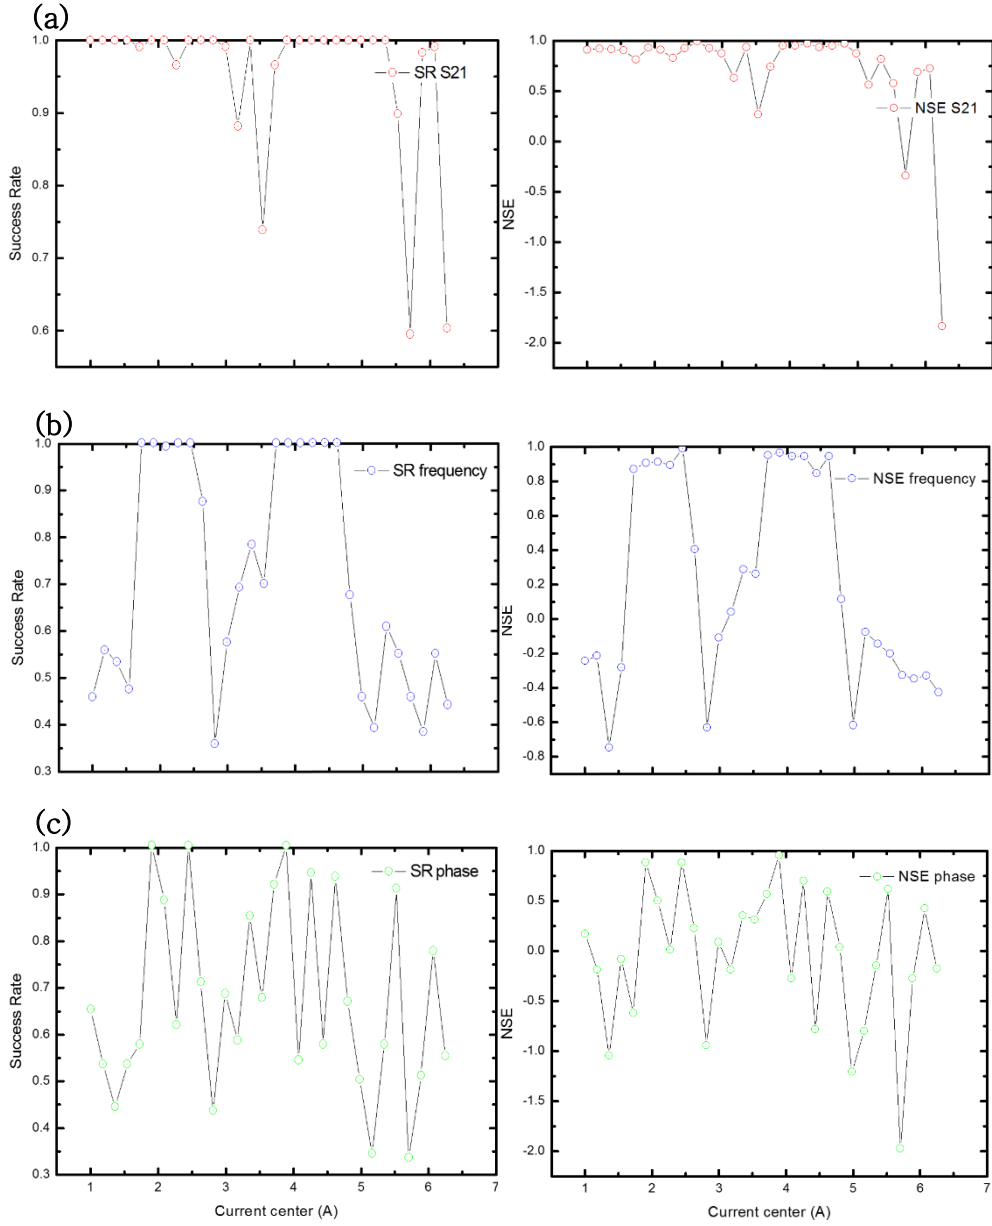 (a)
1.0
0.9
0.8
0.7
0.6
Success Rate
SR S21
1.0
0.5
0.0
-0.5
-1.0
-1.5
-2.0
NSE
NSE S21
(b)
1.0
0.9
0.8
0.7
0.6
0.5
0.4
0.3
Success Rate
SR frequency
1.0
0.8
0.6
0.4
0.2
0.0
-0.2
-0.4
-0.6
-0.8
NSE
NSE frequency
(c)
1.0
0.9
0.8
0.7
0.6
0.5
0.4
0.3
Success Rate
SR phase
1 2 3 4 5 6 7
Current center (A)
1.0
0.5
0.0
-0.5
-1.0
-1.5
-2.0
NSE
NSE phase
1 2 3 4 5 6 7
Current center (A)